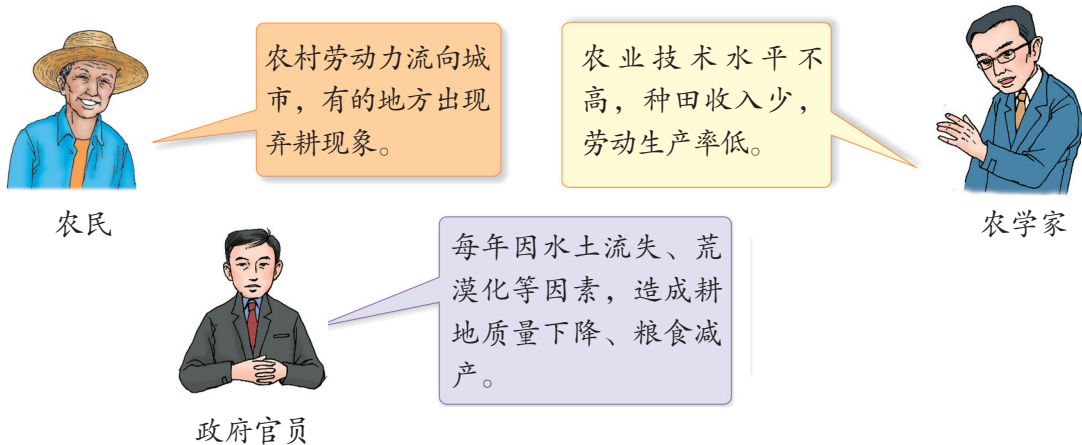 农村劳动力流向城
市，有的地方出现
弃耕现象。
农业技术水平不
高，种田收入少，
劳动生产率低。
农民
农学家
每年因水土流失、荒
漠化等因素，造成耕
地质量下降、粮食减
产。
政府官员